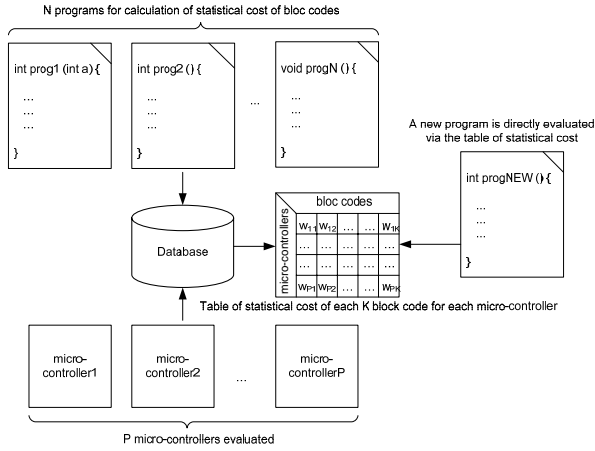 N programs for calculation of statistical cost of bloc codes
int prog1 (int a) {
...
...
...
}
int prog2 () {
...
...
...
}
...
void progN () {
...
...
...
}
A new program is directly evaluated
via the table of statistical cost
int progNEW () {
...
...
...
}
Database
bloc codes
micro-controllers
w11 w12 ... ... w1K
... ... ... ... ...
... ... ... ... ...
wP1 wP2 ... ... wPK
Table of statistical cost of each K block code for each micro-controller
micro-
controller1
micro-
controller2
...
micro-
controllerP
P micro-controllers evaluated